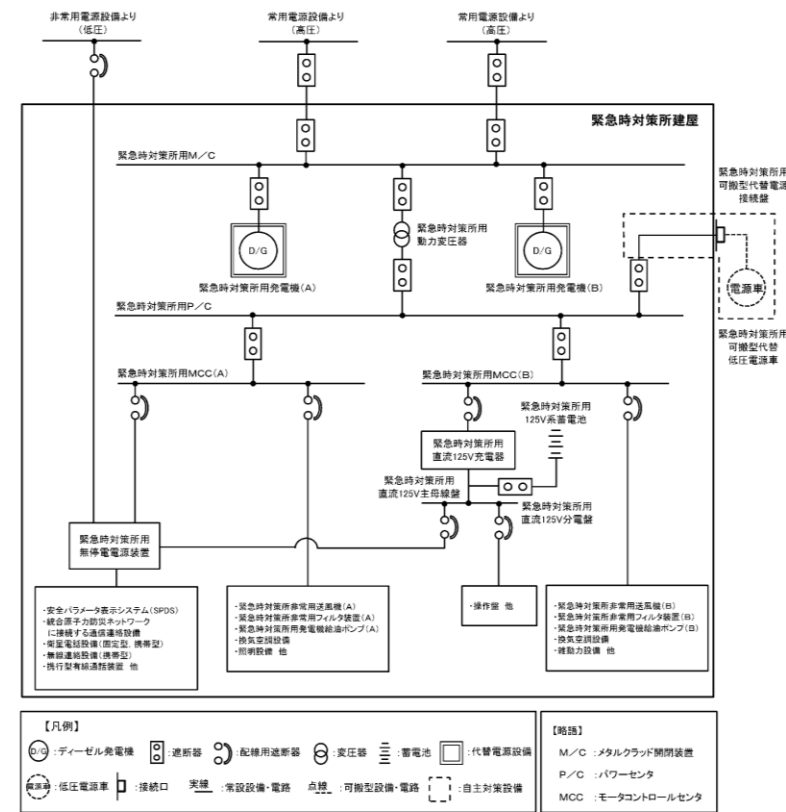 非常用電源設備より
(低圧)
常用電源設備より
(高圧)
常用電源設備より
(高圧)
緊急時対策所建屋
緊急時対策所用M／C
緊急時対策所用
可搬型代替電源
接続盤
D/G
緊急時対策所用
動力変圧器
D/G
電源車
緊急時対策所用発電機(A)
緊急時対策所用発電機(B)
緊急時対策所用P／C
緊急時対策所用
可搬型代替
低圧電源車
緊急時対策所用MCC(A)
緊急時対策所用MCC(B)
緊急時対策所用
125V系蓄電池
緊急時対策所用
直流125V充電器
緊急時対策所用
直流125V主母線盤
緊急時対策所用
直流125V分電盤
緊急時対策所用
無停電電源装置
・安全パラメータ表示システム(SPDS)
・統合原子力防災ネットワーク
に接続する通信連絡設備
・衛星電話設備(固定型，携帯型)
・無線連絡設備(携帯型)
・携行型有線通話装置 他
・緊急時対策所非常用送風機(A)
・緊急時対策所非常用フィルタ装置(A)
・緊急時対策所用発電機給油ポンプ(A)
・換気空調設備
・照明設備 他
・操作盤 他
・緊急時対策所非常用送風機(B)
・緊急時対策所非常用フィルタ装置(B)
・緊急時対策所用発電機給油ポンプ(B)
・換気空調設備
・雑動力設備 他
【凡例】
D/G :ディーゼル発電機 :遮断器 :配線用遮断器 :変圧器 :蓄電池 :代替電源設備
電源車 :低圧電源車 :接続口 実線 :常設設備・電路 点線 :可搬型設備・電路 :自主対策設備
【略語】
M／C :メタルクラッド開閉装置
P／C :パワーセンタ
MCC :モータコントロールセンタ